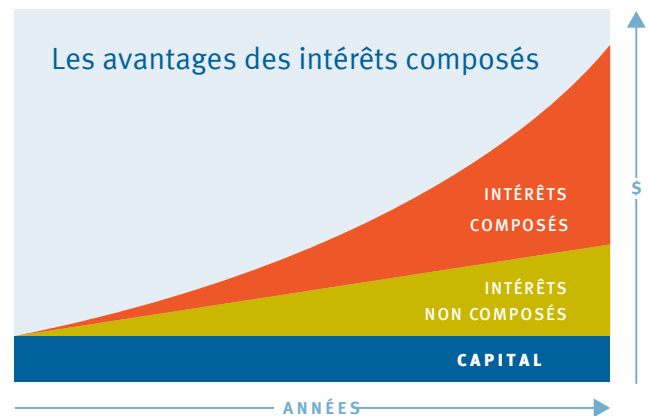 Les avantages des intérêts composés
INTÉRÊTS
COMPOSÉS
$
INTÉRÊTS
NON COMPOSÉS
CAPITAL
ANNÉES